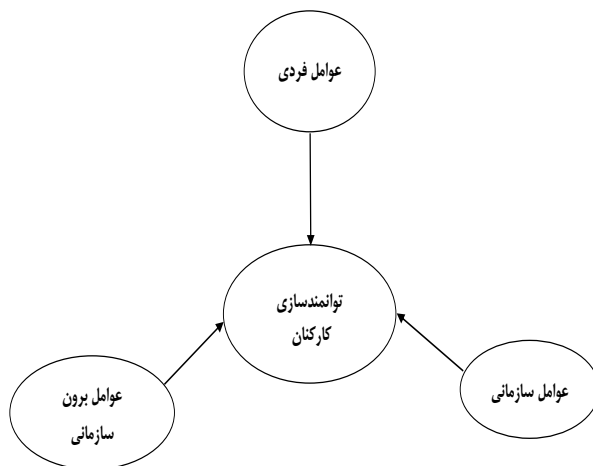 عوامل فردی
توانمندسازی
کارکنان
عوامل سازمانی
عوامل برون
سازمانی